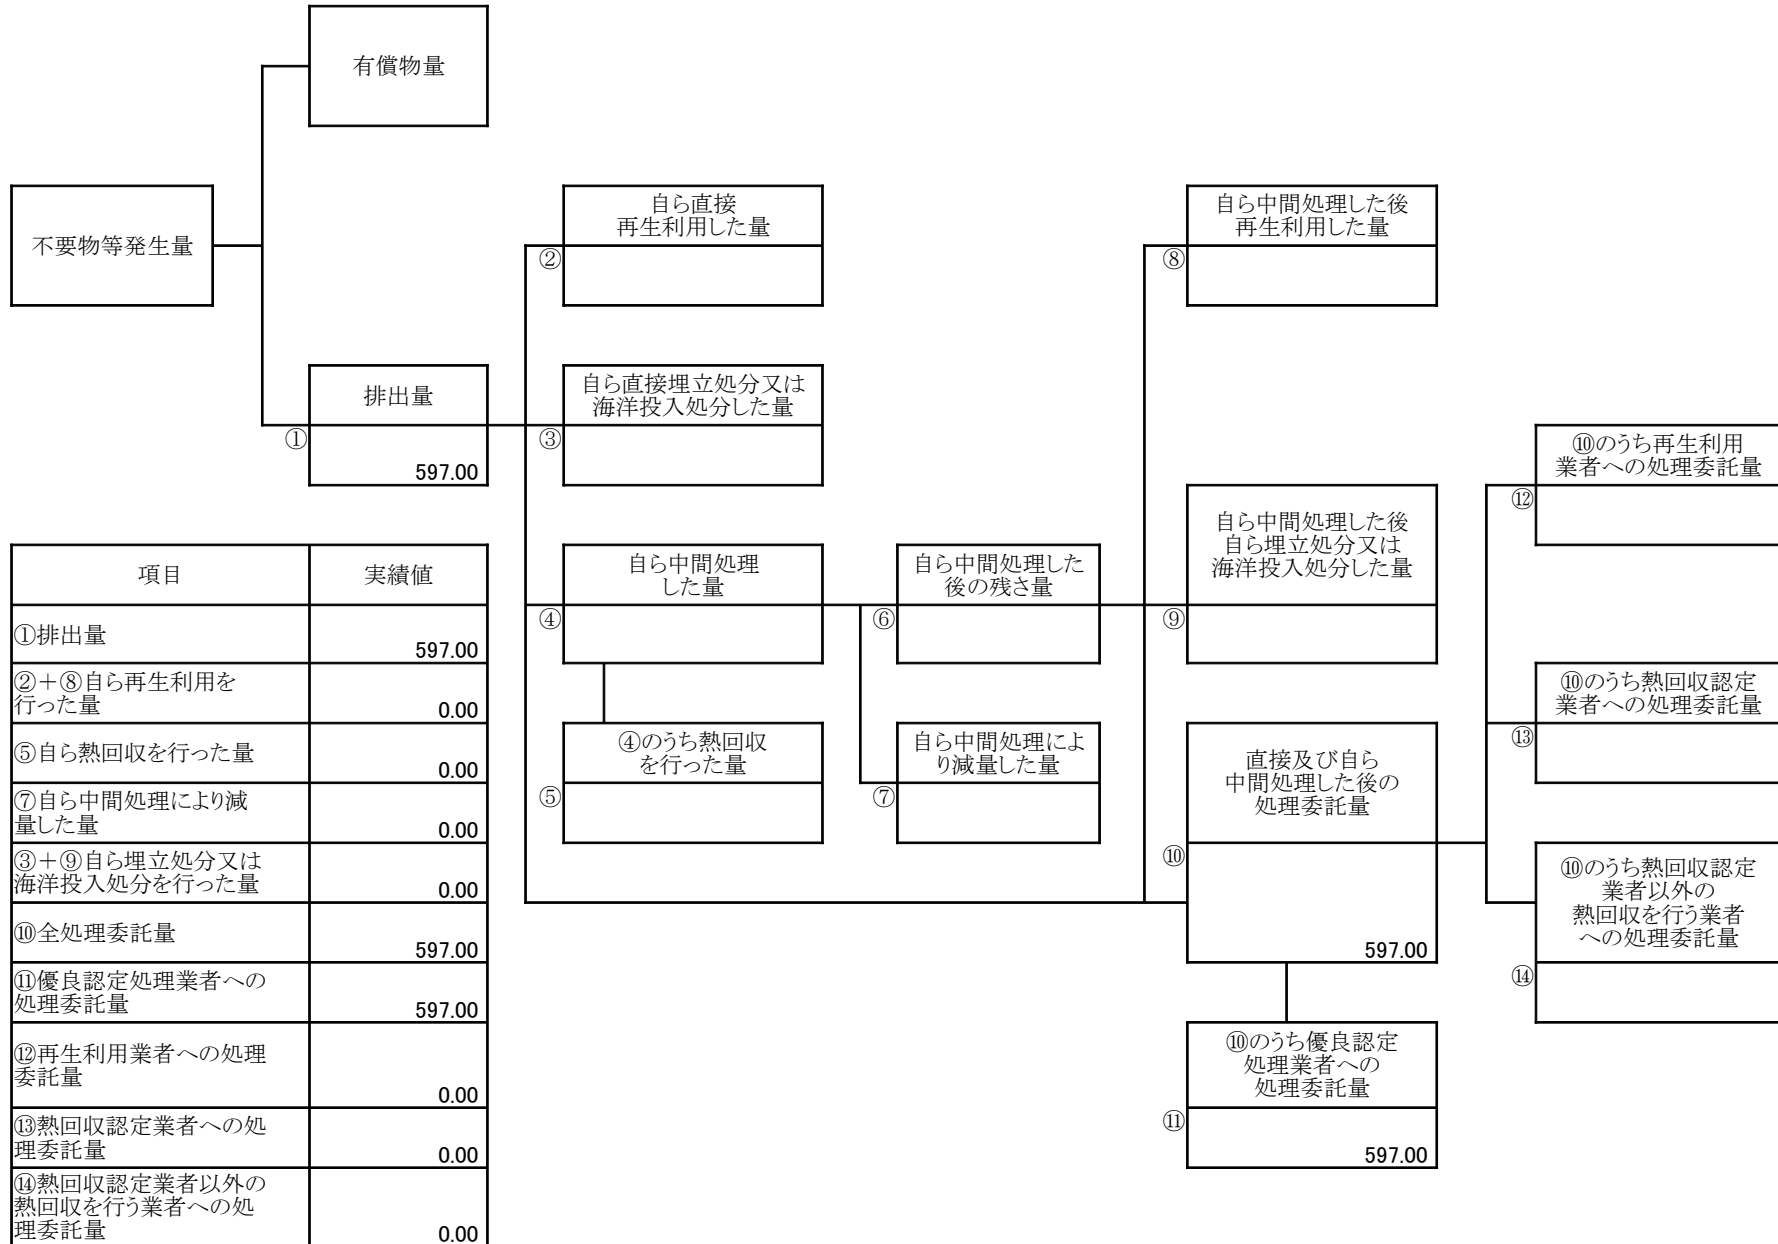 有償物量
不要物等発生量
自ら直接
再生利用した量
②
自ら中間処理した後
再生利用した量
⑧
排出量
①
597.00
自ら直接埋立処分又は
海洋投入処分した量
③
⑩のうち再生利用
業者への処理委託量
⑫
自ら中間処理
した量
④
自ら中間処理した
後の残さ量
⑥
自ら中間処理した後
自ら埋立処分又は
海洋投入処分した量
⑨
④のうち熱回収
を行った量
⑤
自ら中間処理によ
り減量した量
⑦
直接及び自ら
中間処理した後の
処理委託量
⑩
597.00
⑩のうち熱回収認定
業者への処理委託量
⑬
⑩のうち熱回収認定
業者以外の
熱回収を行う業者
への処理委託量
⑭
⑩のうち優良認定
処理業者への
処理委託量
⑪
597.00
項目 実績値
①排出量 597.00
②＋⑧自ら再生利用を
行った量 0.00
⑤自ら熱回収を行った量 0.00
⑦自ら中間処理により減
量した量 0.00
③＋⑨自ら埋立処分又は
海洋投入処分を行った量 0.00
⑩全処理委託量 597.00
⑪優良認定処理業者への
処理委託量 597.00
⑫再生利用業者への処理
委託量 0.00
⑬熱回収認定業者への処
理委託量 0.00
⑭熱回収認定業者以外の
熱回収を行う業者への処
理委託量 0.00